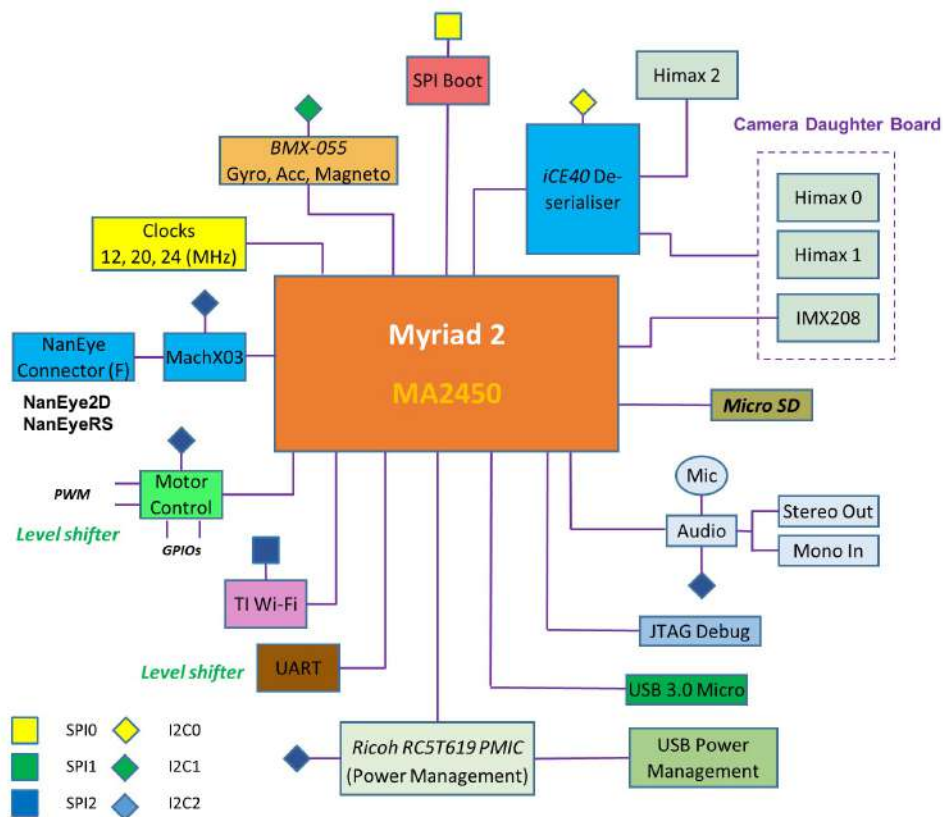 SPI Boot
Himax 2
Camera Daughter Board
BMX-055
Gyro, Acc, Magneto
iCE40 De-
serialiser
Himax 0
Clocks
12, 20, 24 (MHz)
Himax 1
Myriad 2
IMX208
NanEye
Connector (F)
MachX03
MA2450
NanEye2D
NanEyeRS
Micro SD
Mic
Motor
Control
PWM
Level shifter
GPIOs
Stereo Out
Audio
Mono In
TI Wi-Fi
JTAG Debug
Level shifter
UART
USB 3.0 Micro
SPI0
I2C0
Ricoh RC5T619 PMIC
(Power Management)
USB Power
Management
SPI1
I2C1
SPI2
I2C2